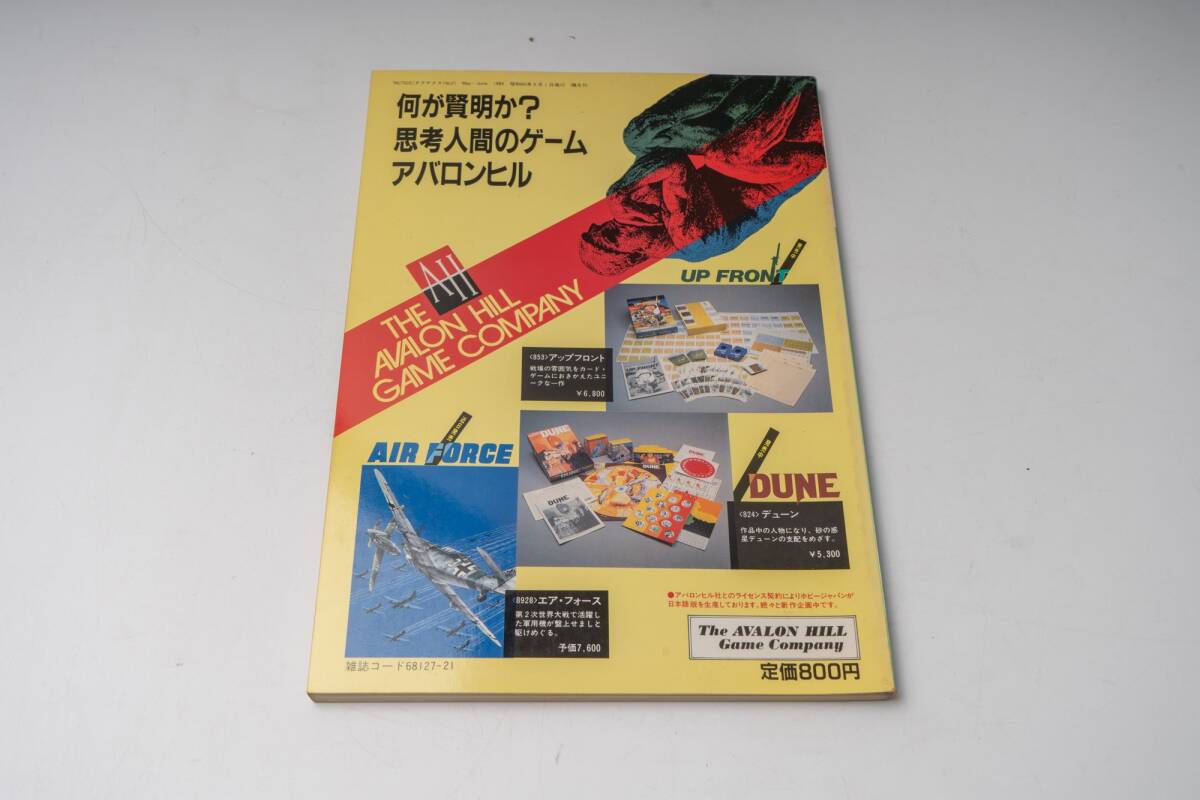 何が賢明か?
思考人間のゲーム
アバロンヒル
AH
THE
AVALON HILL
GAME COMPANY
UP FRONT
発売中
〈853〉アップフロント
戦場の雰囲気をカード・
ゲームにおきかえたユニ
ークな一作
¥6,800
AIR FORCE
DUNE
発売中
DUNE
〈824〉デューン
作品中の人物になり、砂の惑
星デューンの支配をめざす。
¥5,300
〈8928〉エア・フォース
第2次世界大戦で活躍し
た軍用機が盤上せましと
駆けめぐる。
予価7,600
●アバロンヒル社とのライセンス契約によりホビージャパンが
日本語版を生産しております。続々と新作企画中です。
The AVALON HILL
Game Company
雑誌コード68127-21
定価800円